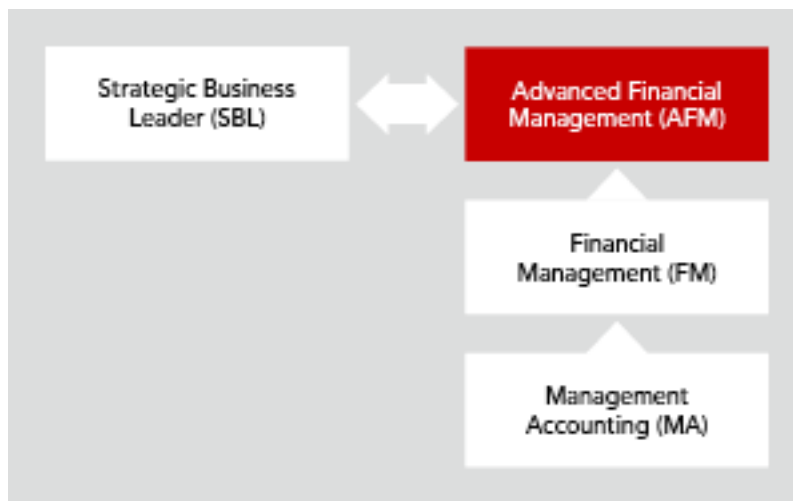 Strategic Business
Leader (SBL)
Advanced Financial
Management (AFM)
Financial
Management (FM)
Management
Accounting (MA)